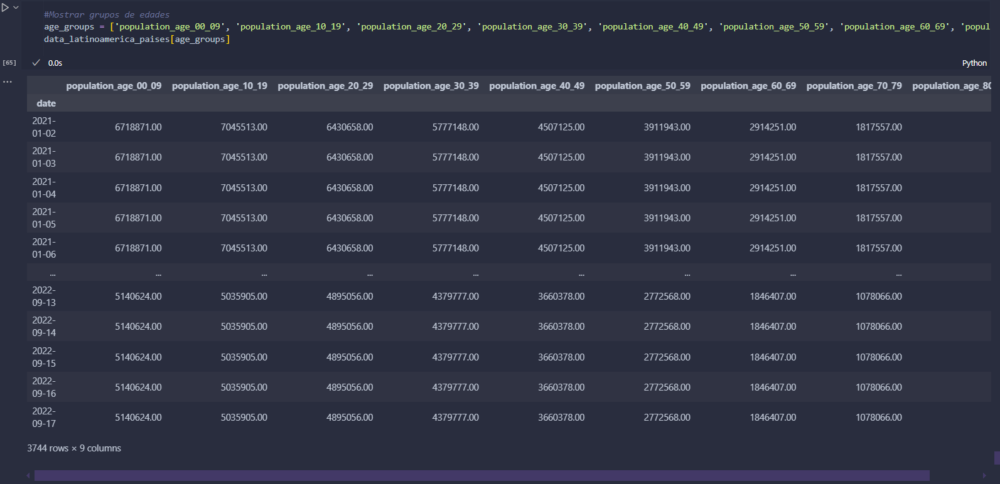 #Mostrar grupos de edades
age_groups = ['population_age_00_09', 'population_age_10_19', 'population_age_20_29', 'population_age_30_39', 'population_age_40_49', 'population_age_50_59', 'population_age_60_69', 'popul
data_latinoamerica_paises[age_groups]
[65] ✓ 0.0s Python
...
population_age_00_09 population_age_10_19 population_age_20_29 population_age_30_39 population_age_40_49 population_age_50_59 population_age_60_69 population_age_70_79 population_age_80
date
2021-01-02 6718871.00 7045513.00 6430658.00 5777148.00 4507125.00 3911943.00 2914251.00 1817557.00
2021-01-03 6718871.00 7045513.00 6430658.00 5777148.00 4507125.00 3911943.00 2914251.00 1817557.00
2021-01-04 6718871.00 7045513.00 6430658.00 5777148.00 4507125.00 3911943.00 2914251.00 1817557.00
2021-01-05 6718871.00 7045513.00 6430658.00 5777148.00 4507125.00 3911943.00 2914251.00 1817557.00
2021-01-06 6718871.00 7045513.00 6430658.00 5777148.00 4507125.00 3911943.00 2914251.00 1817557.00
... ... ... ... ... ... ... ... ...
2022-09-13 5140624.00 5035905.00 4895056.00 4379777.00 3660378.00 2772568.00 1846407.00 1078066.00
2022-09-14 5140624.00 5035905.00 4895056.00 4379777.00 3660378.00 2772568.00 1846407.00 1078066.00
2022-09-15 5140624.00 5035905.00 4895056.00 4379777.00 3660378.00 2772568.00 1846407.00 1078066.00
2022-09-16 5140624.00 5035905.00 4895056.00 4379777.00 3660378.00 2772568.00 1846407.00 1078066.00
2022-09-17 5140624.00 5035905.00 4895056.00 4379777.00 3660378.00 2772568.00 1846407.00 1078066.00
3744 rows × 9 columns